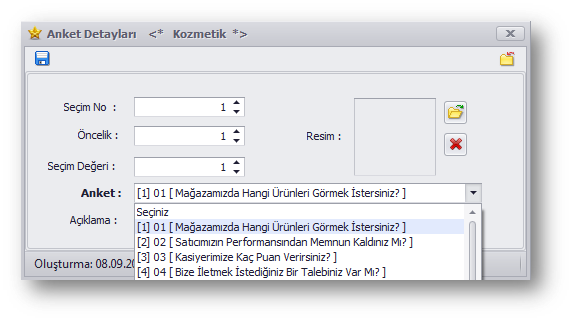 Anket Detayları <* Kozmetik *>
Seçim No : 1
Öncelik : 1
Resim :
Seçim Değeri : 1
Anket : [1] 01 [ Mağazamızda Hangi Ürünleri Görmek İstersiniz? ]
Açıklama :
Seçiniz
[1] 01 [ Mağazamızda Hangi Ürünleri Görmek İstersiniz? ]
[2] 02 [ Satıcımızın Performansından Memnun Kaldınız Mı? ]
[3] 03 [ Kasiyerimize Kaç Puan Verirsiniz? ]
[4] 04 [ Bize İletmek İstediğiniz Bir Talebiniz Var Mı? ]
Oluşturma: 08.09.20